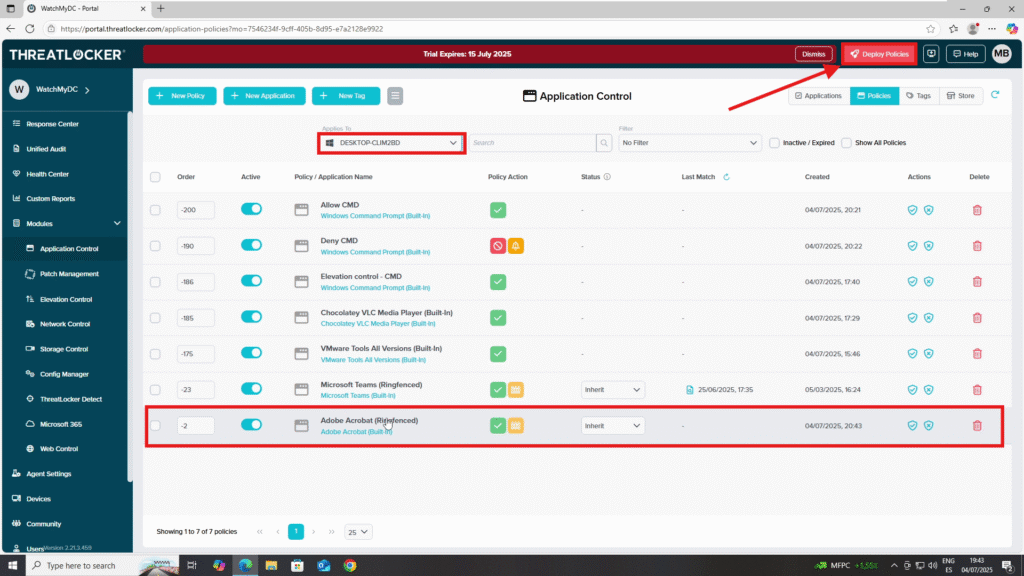 WatchMyDC - Portal
https://portal.threatlocker.com/application-policies?mo=7546234f-9cff-405b-8d95-e7a2128e9922
THREATLOCKER
Trial Expires: 15 July 2025
Dismiss
Deploy Policies
Help
MB
W
WatchMyDC
Response Center
Unified Audit
Health Center
Custom Reports
Modules
Application Control
Patch Management
Elevation Control
Network Control
Storage Control
Config Manager
ThreatLocker Detect
Microsoft 365
Web Control
Agent Settings
Devices
Community
Users
Version 2.21.3.459
New Policy
New Application
New Tag
Application Control
Applications
Policies
Tags
Store
Applies To
DESKTOP-CLIM2BD
Search
Filter
No Filter
Inactive / Expired
Show All Policies
Order Active Policy / Application Name Policy Action Status Last Match Created Actions Delete
-200 Allow CMD - - 04/07/2025, 20:21
Windows Command Prompt (Built-In)
-190 Deny CMD - - 04/07/2025, 20:22
Windows Command Prompt (Built-In)
-186 Elevation control - CMD - - 04/07/2025, 17:40
Windows Command Prompt (Built-In)
-185 Chocolatey VLC Media Player (Built-In) - - 04/07/2025, 17:29
Chocolatey VLC Media Player (Built-In)
-175 VMware Tools All Versions (Built-In) - - 04/07/2025, 15:46
VMware Tools All Versions (Built-In)
-23 Microsoft Teams (Ringfenced) Inherit 25/06/2025, 17:35 05/03/2025, 16:24
Microsoft Teams (Built-In)
-2 Adobe Acrobat (Ringfenced) Inherit - 04/07/2025, 20:43
Adobe Acrobat (Built-In)
Showing 1 to 7 of 7 policies
1
25
Type here to search
MFPC +1,55%
ENG
ES
19:43
04/07/2025
2